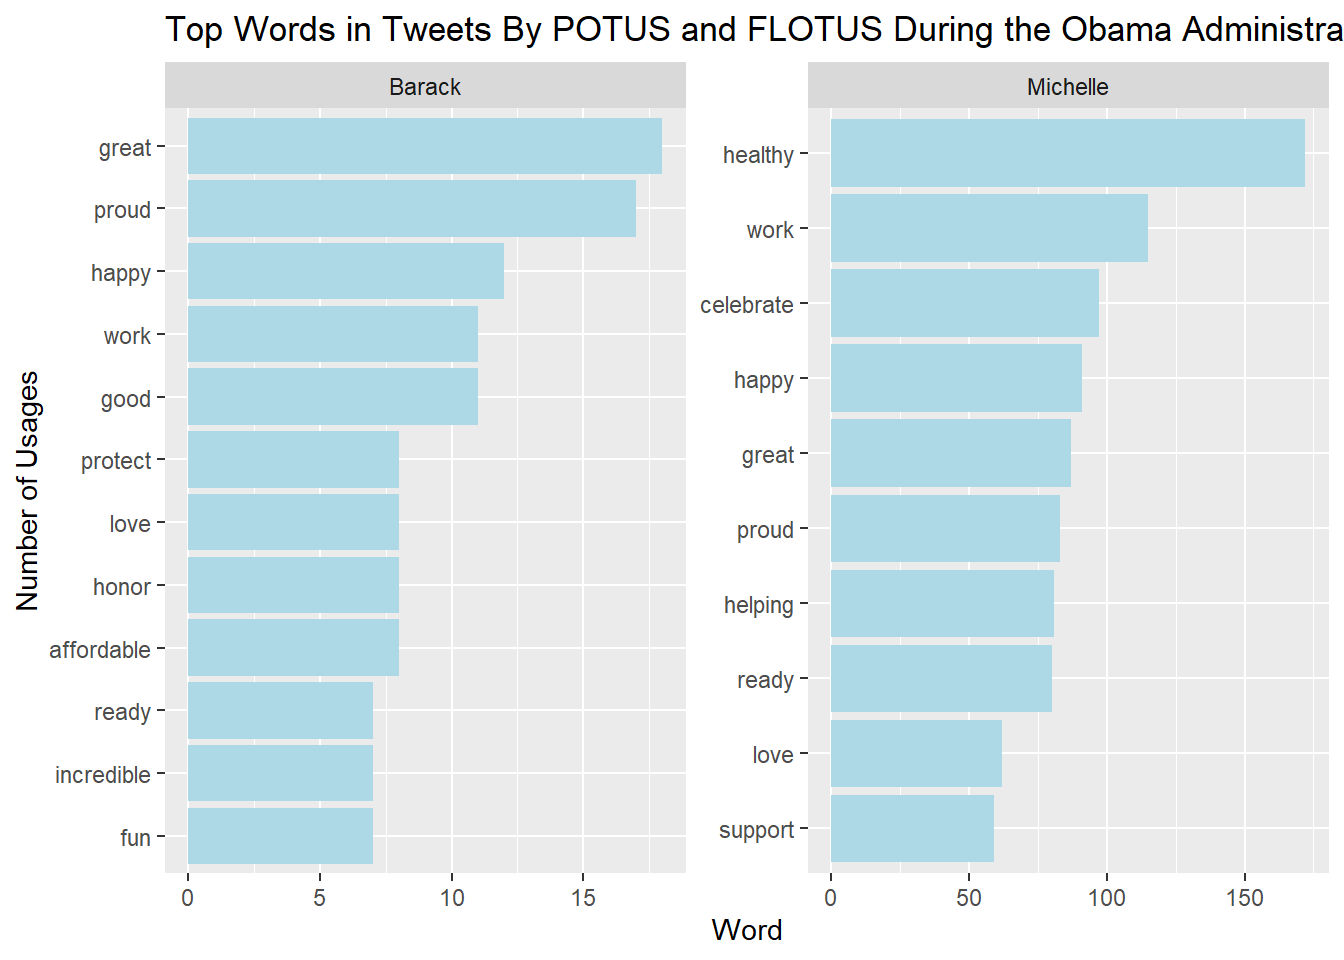 Top Words in Tweets By POTUS and FLOTUS During the Obama Administra
Barack
great
proud
happy
work
good
protect
love
honor
affordable
ready
incredible
fun
0 5 10 15
Michelle
healthy
work
celebrate
happy
great
proud
helping
ready
love
support
0 50 100 150
Number of Usages
Word